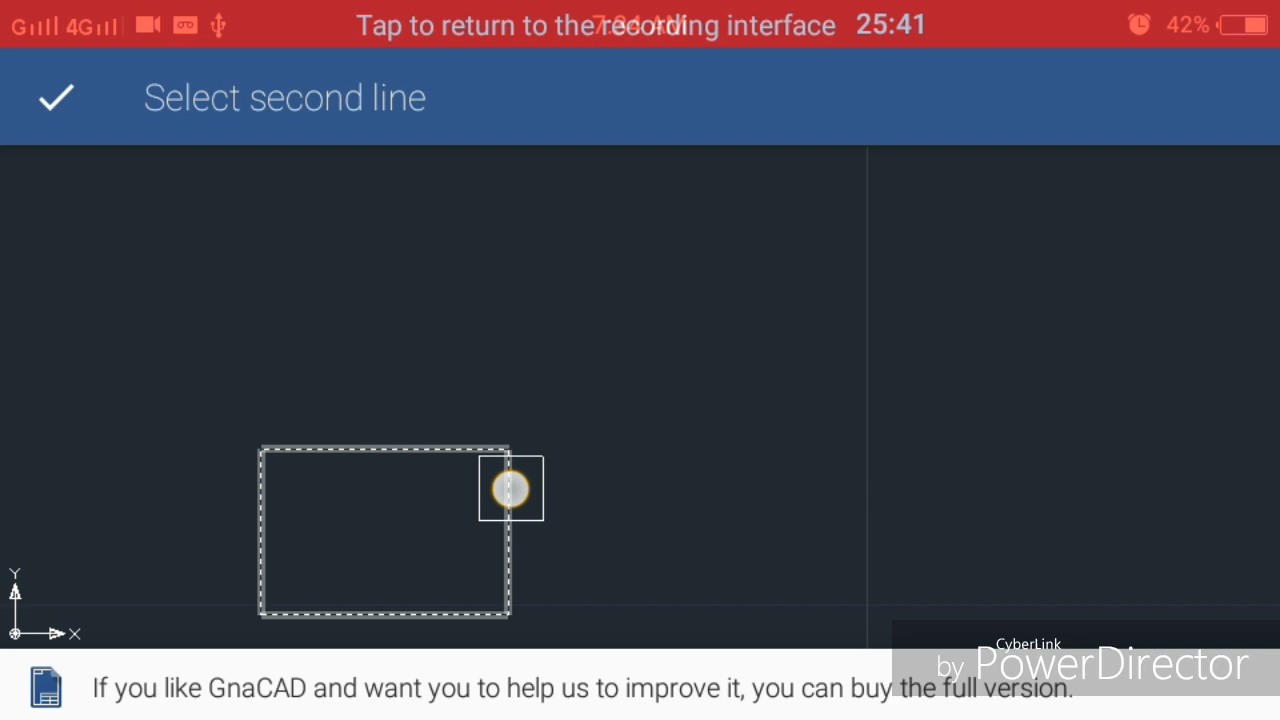 G 4G Tap to return to the recording interface 25:41 42%
Select second line
Y
X
CyberLink
by PowerDirector
If you like GnaCAD and want you to help us to improve it, you can buy the full version.